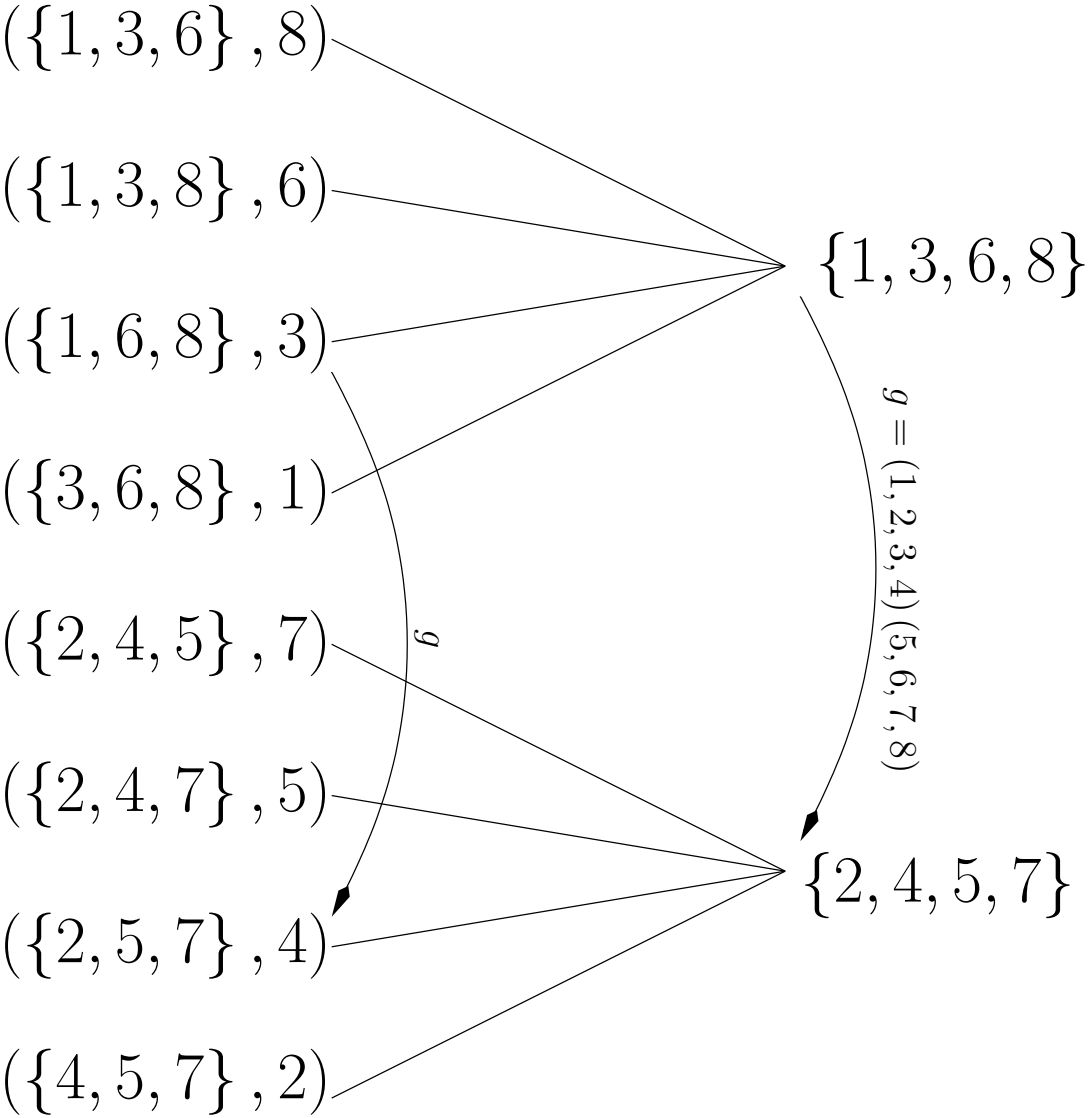 ({1, 3, 6} , 8)
({1, 3, 8} , 6)
{1, 3, 6, 8}
({1, 6, 8} , 3)
({3, 6, 8} , 1)
g = (1, 2, 3, 4) (5, 6, 7, 8)
({2, 4, 5} , 7)
g
({2, 4, 7} , 5)
{2, 4, 5, 7}
({2, 5, 7} , 4)
({4, 5, 7} , 2)